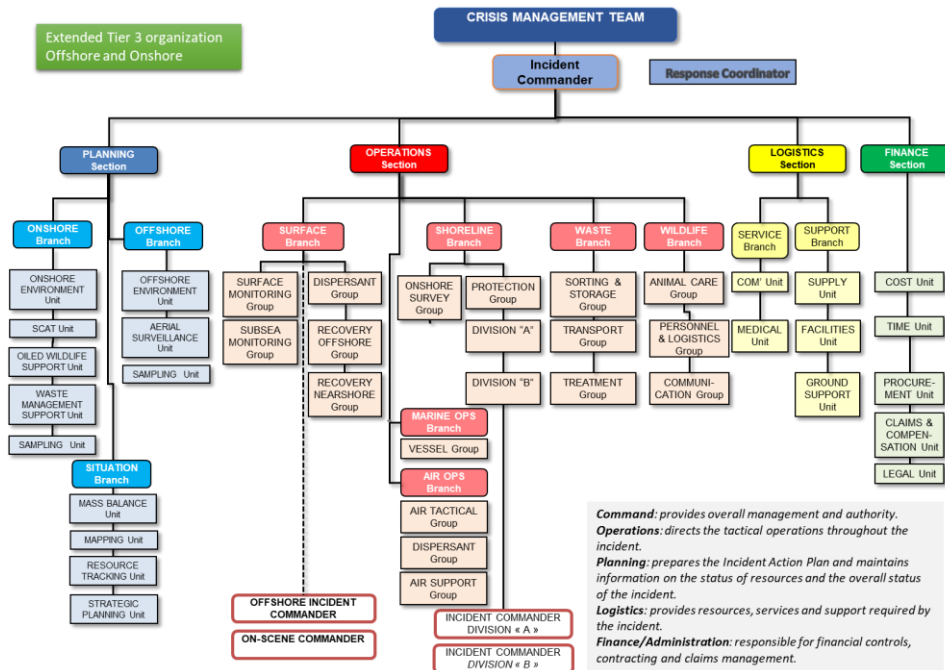 CRISIS MANAGEMENT TEAM
Extended Tier 3 organization
Offshore and Onshore
Incident
Commander
Response Coordinator
PLANNING
Section
OPERATIONS
Section
LOGISTICS
Section
FINANCE
Section
ONSHORE
Branch
OFFSHORE
Branch
SURFACE
Branch
SHORELINE
Branch
WASTE
Branch
WILDLIFE
Branch
SERVICE
Branch
SUPPORT
Branch
ONSHORE
ENVIRONMENT
Unit
SCAT Unit
OILED WILDLIFE
SUPPORT Unit
WASTE
MANAGEMENT
SUPPORT Unit
SAMPLING Unit
OFFSHORE
ENVIRONMENT
Unit
AERIAL
SURVEILLANCE
Unit
SAMPLING Unit
SITUATION
Branch
MASS BALANCE
Unit
MAPPING Unit
RESOURCE
TRACKING Unit
STRATEGIC
PLANNING Unit
SURFACE
MONITORING
Group
SUBSEA
MONITORING
Group
DISPERSANT
Group
RECOVERY
OFFSHORE
Group
RECOVERY
NEARSHORE
Group
ONSHORE
SURVEY
Group
PROTECTION
Group
DIVISION "A"
DIVISION "B"
SORTING &
STORAGE
Group
TRANSPORT
Group
TREATMENT
Group
ANIMAL CARE
Group
PERSONNEL
& LOGISTICS
Group
COMMUNI-
CATION Group
COM' Unit
MEDICAL
Unit
SUPPLY
Unit
FACILITIES
Unit
GROUND
SUPPORT
Unit
COST Unit
TIME Unit
PROCURE-
MENT Unit
CLAIMS &
COMPEN-
SATION Unit
LEGAL Unit
MARINE OPS
Branch
VESSEL Group
AIR OPS
Branch
AIR TACTICAL
Group
DISPERSANT
Group
AIR SUPPORT
Group
OFFSHORE INCIDENT
COMMANDER
ON-SCENE COMMANDER
INCIDENT COMMANDER
DIVISION « A »
INCIDENT COMMANDER
DIVISION « B »
Command: provides overall management and authority.
Operations: directs the tactical operations throughout the
incident.
Planning: prepares the Incident Action Plan and maintains
information on the status of resources and the overall status
of the incident.
Logistics: provides resources, services and support required by
the incident.
Finance/Administration: responsible for financial controls,
contracting and claims management.